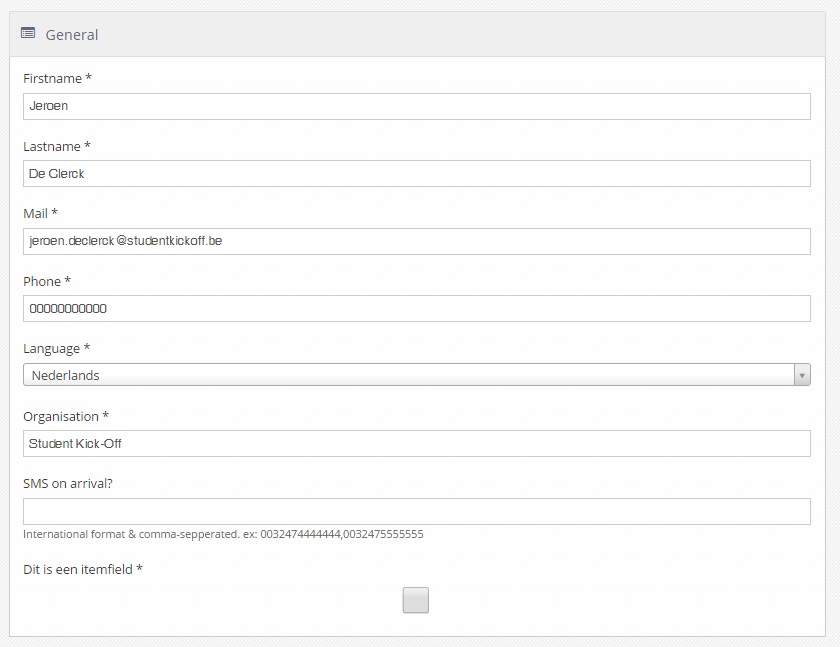 General
Firstname *
Jeroen
Lastname *
De Clerck
Mail *
jeroen.declerck@studentkickoff.be
Phone *
00000000000
Language *
Nederlands
Organisation *
Student Kick-Off
SMS on arrival?
International format & comma-sepperated. ex: 0032474444444,0032475555555
Dit is een itemfield *